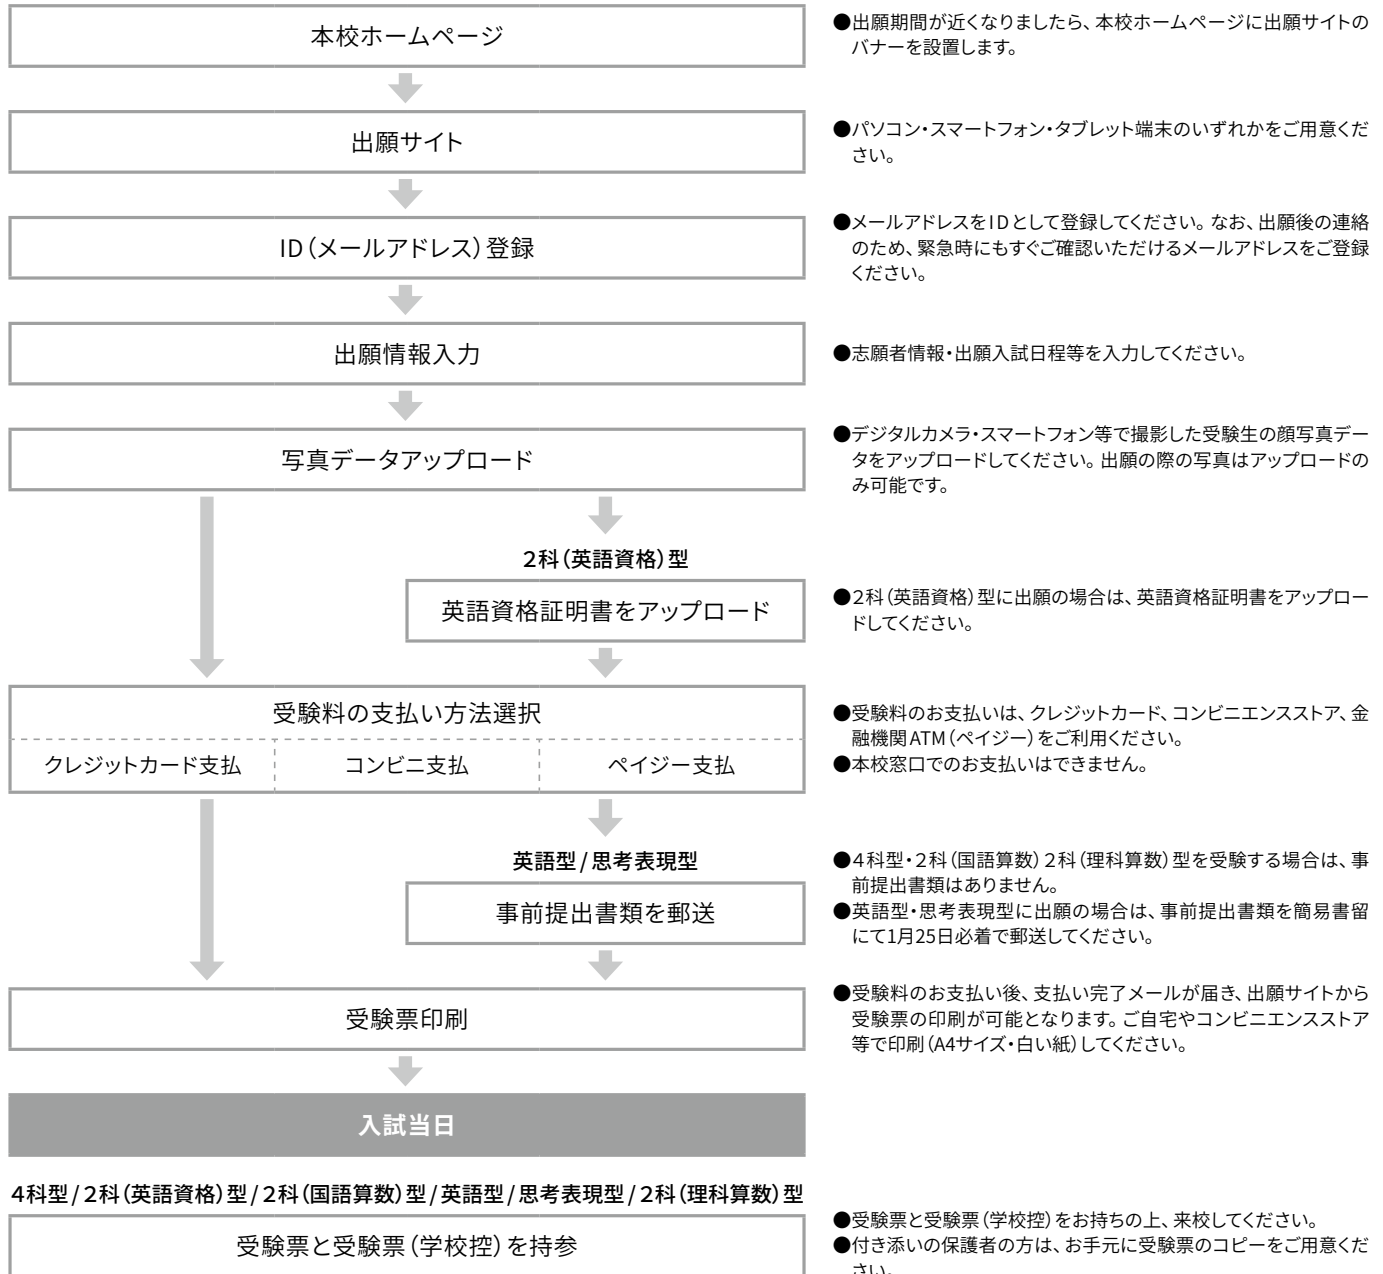 本校ホームページ
●出願期間が近くなりましたら、本校ホームページに出願サイトの
バナーを設置します。
出願サイト
●パソコン・スマートフォン・タブレット端末のいずれかをご用意くだ
さい。
ID（メールアドレス）登録
●メールアドレスをIDとして登録してください。なお、出願後の連絡
のため、緊急時にもすぐご確認いただけるメールアドレスをご登録
ください。
出願情報入力
●志願者情報・出願入試日程等を入力してください。
写真データアップロード
●デジタルカメラ・スマートフォン等で撮影した受験生の顔写真デー
タをアップロードしてください。出願の際の写真はアップロードの
み可能です。
2科（英語資格）型
英語資格証明書をアップロード
●2科（英語資格）型に出願の場合は、英語資格証明書をアップロー
ドしてください。
受験料の支払い方法選択
クレジットカード支払 コンビニ支払 ペイジー支払
●受験料のお支払いは、クレジットカード、コンビニエンスストア、金
融機関ATM（ペイジー）をご利用ください。
●本校窓口でのお支払いはできません。
英語型/思考表現型
事前提出書類を郵送
●4科型・2科（国語算数）2科（理科算数）型を受験する場合は、事
前提出書類はありません。
●英語型・思考表現型に出願の場合は、事前提出書類を簡易書留
にて1月25日必着で郵送してください。
受験票印刷
●受験料のお支払い後、支払い完了メールが届き、出願サイトから
受験票の印刷が可能となります。ご自宅やコンビニエンスストア
等で印刷（A4サイズ・白い紙）してください。
入試当日
4科型/2科（英語資格）型/2科（国語算数）型/英語型/思考表現型/2科（理科算数）型
受験票と受験票（学校控）を持参
●受験票と受験票（学校控）をお持ちの上、来校してください。
●付き添いの保護者の方は、お手元に受験票のコピーをご用意くだ
さい。